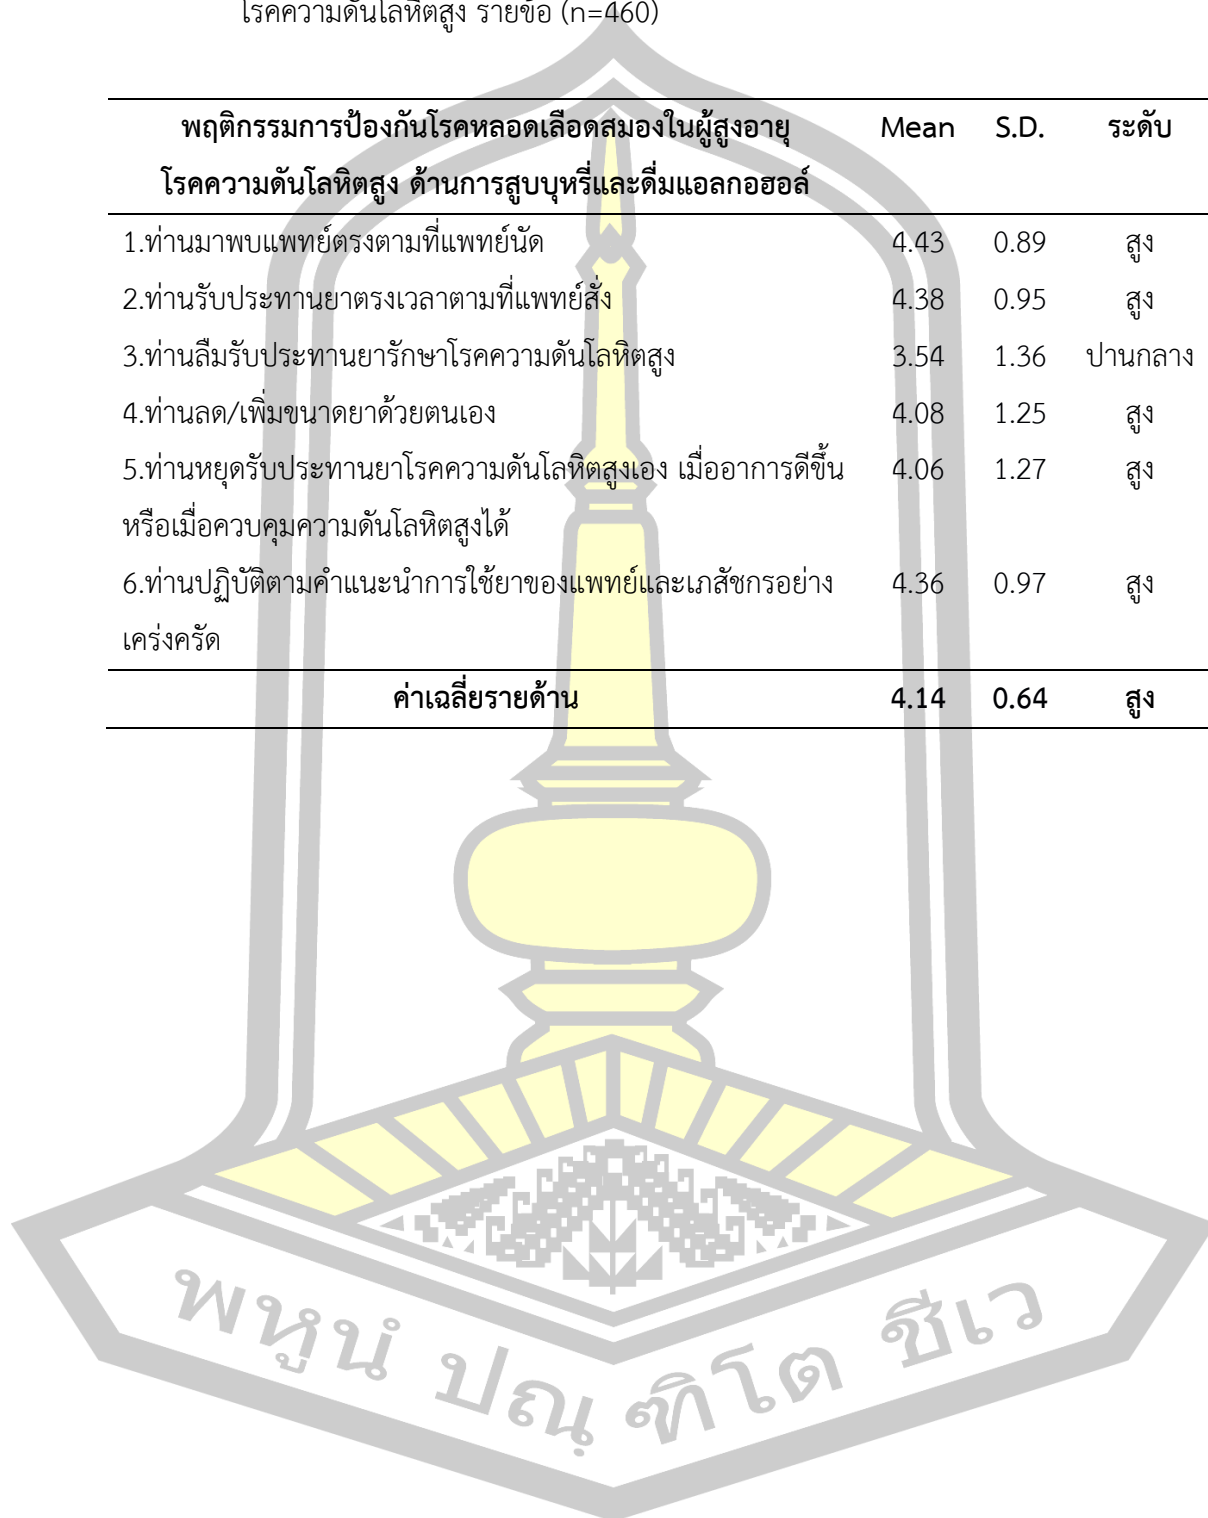 โรคความดันโลหิตสูง รายข้อ (n=460)
พฤติกรรมการป้องกันโรคหลอดเลือดสมองในผู้สูงอายุ Mean S.D. ระดับ
โรคความดันโลหิตสูง ด้านการสูบบุหรี่และดื่มแอลกอฮอล์
1.ท่านมาพบแพทย์ตรงตามที่แพทย์นัด 4.43 0.89 สูง
2.ท่านรับประทานยาตรงเวลาตามที่แพทย์สั่ง 4.38 0.95 สูง
3.ท่านลืมรับประทานยารักษาโรคความดันโลหิตสูง 3.54 1.36 ปานกลาง
4.ท่านลด/เพิ่มขนาดยาด้วยตนเอง 4.08 1.25 สูง
5.ท่านหยุดรับประทานยาโรคความดันโลหิตสูงเอง เมื่ออาการดีขึ้น 4.06 1.27 สูง
หรือเมื่อควบคุมความดันโลหิตสูงได้
6.ท่านปฏิบัติตามคำแนะนำการใช้ยาของแพทย์และเภสัชกรอย่าง 4.36 0.97 สูง
เคร่งครัด
ค่าเฉลี่ยรายด้าน 4.14 0.64 สูง
พหูนํ ปณฺฑิโต ชีเว